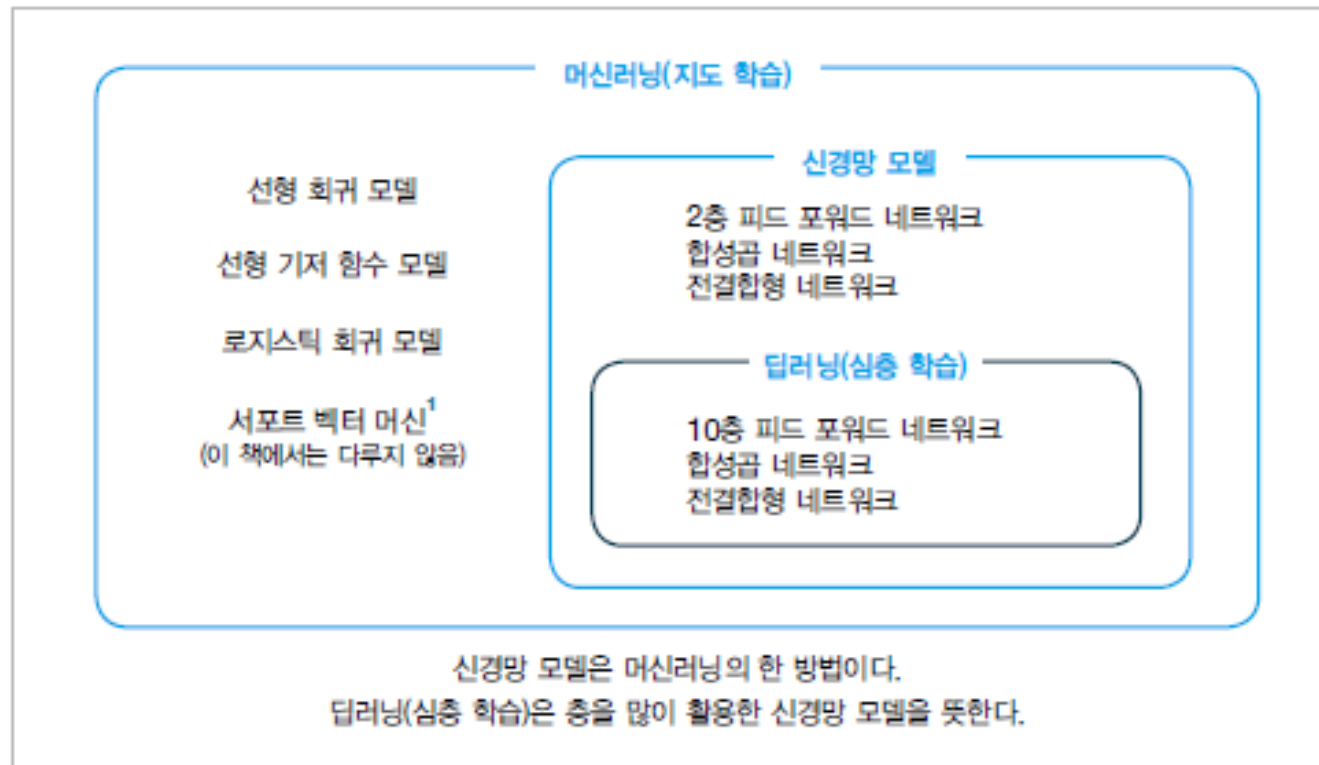 머신러닝(지도 학습)
선형 회귀 모델
선형 기저 함수 모델
로지스틱 회귀 모델
서포트 벡터 머신1
(이 책에서는 다루지 않음)
신경망 모델
2층 피드 포워드 네트워크
합성곱 네트워크
전결합형 네트워크
딥러닝(심층 학습)
10층 피드 포워드 네트워크
합성곱 네트워크
전결합형 네트워크
신경망 모델은 머신러닝의 한 방법이다.
딥러닝(심층 학습)은 층을 많이 활용한 신경망 모델을 뜻한다.